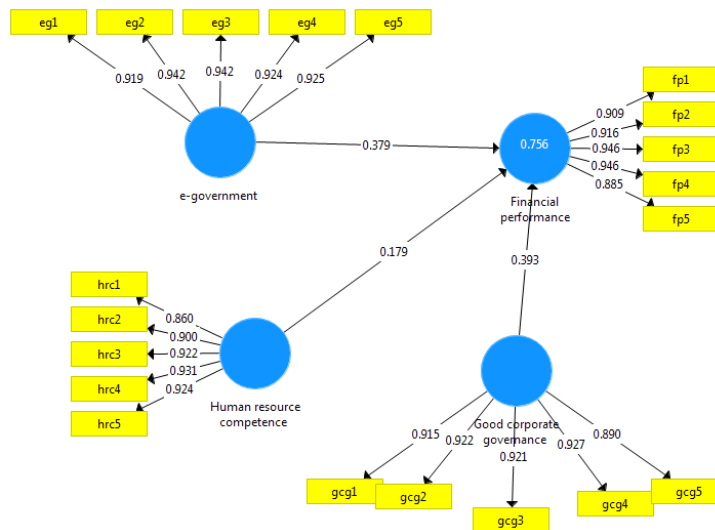 eg1 eg2 eg3 eg4 eg5
0.919 0.942 0.942 0.924 0.925
e-government
0.379
fp1
fp2
fp3
fp4
fp5
0.909
0.916
0.946
0.946
0.885
0.756
Financial
performance
0.179
0.393
hrc1
hrc2
hrc3
hrc4
hrc5
0.860
0.900
0.922
0.931
0.924
Human resource
competence
Good corporate
governance
0.915 0.922 0.921 0.927 0.890
gcg1 gcg2 gcg3 gcg4 gcg5